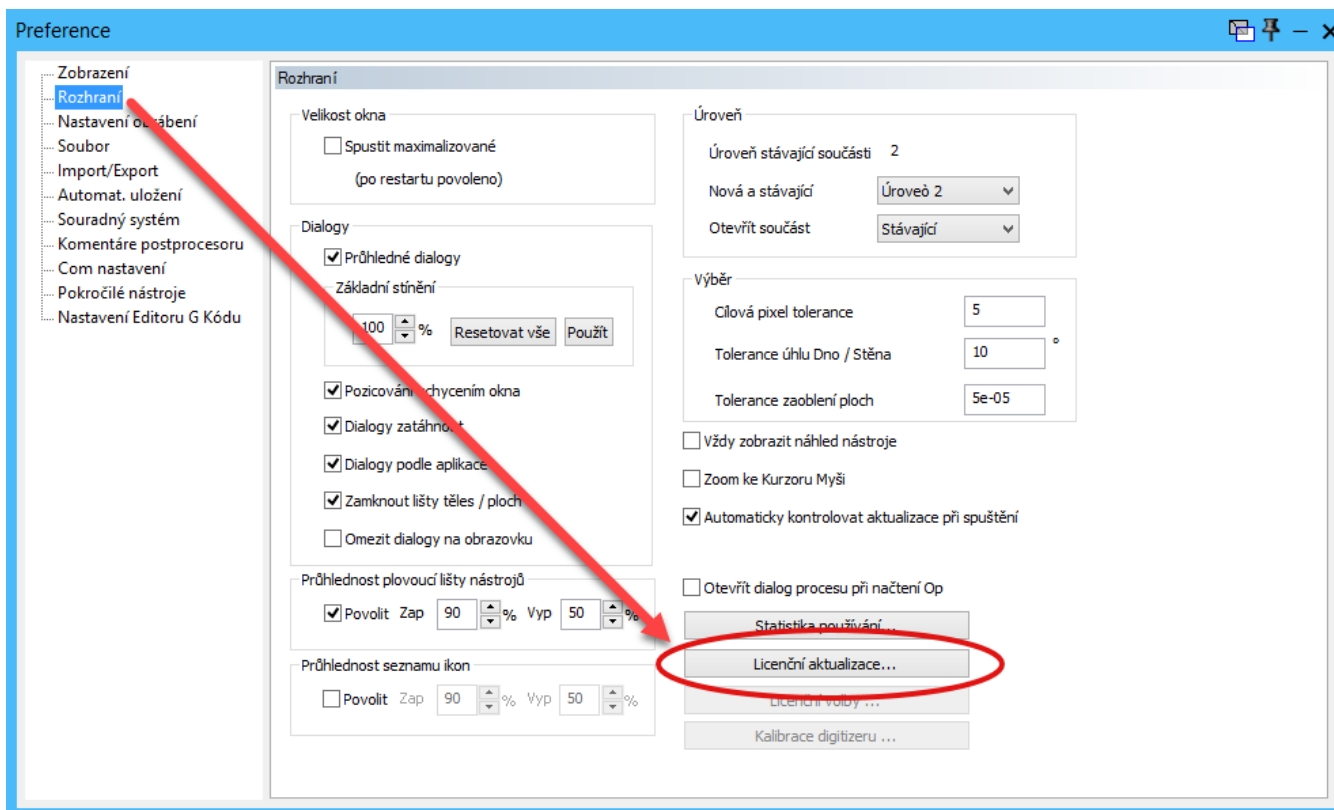 Preference
Zobrazení
Rozhraní
Nastavení obrábění
Soubor
Import/Export
Automat. uložení
Souradný systém
Komentáre postprocesoru
Com nastavení
Pokročilé nástroje
Nastavení Editoru G Kódu
Rozhraní
Velikost okna
Spustit maximalizované
(po restartu povoleno)
Dialogy
Průhledné dialogy
Základní stínění
100 % Resetovat vše Použít
Pozicování uchycením okna
Dialogy zatáhnout
Dialogy podle aplikace
Zamknout lišty těles / ploch
Omezit dialogy na obrazovku
Průhlednost plovoucí lišty nástrojů
Povolit Zap 90 % Vyp 50 %
Průhlednost seznamu ikon
Povolit Zap 90 % Vyp 50 %
Úroveň
Úroveň stávající součásti 2
Nová a stávající Úroveò 2
Otevřít součást Stávající
Výběr
Cílová pixel tolerance 5
Tolerance úhlu Dno / Stěna 10 °
Tolerance zaoblení ploch 5e-05
Vždy zobrazit náhled nástroje
Zoom ke Kurzoru Myši
Automaticky kontrolovat aktualizace při spuštění
Otevřít dialog procesu při načtení Op
Statistika používání...
Licenční aktualizace...
Licenční volby ...
Kalibrace digitizeru ...